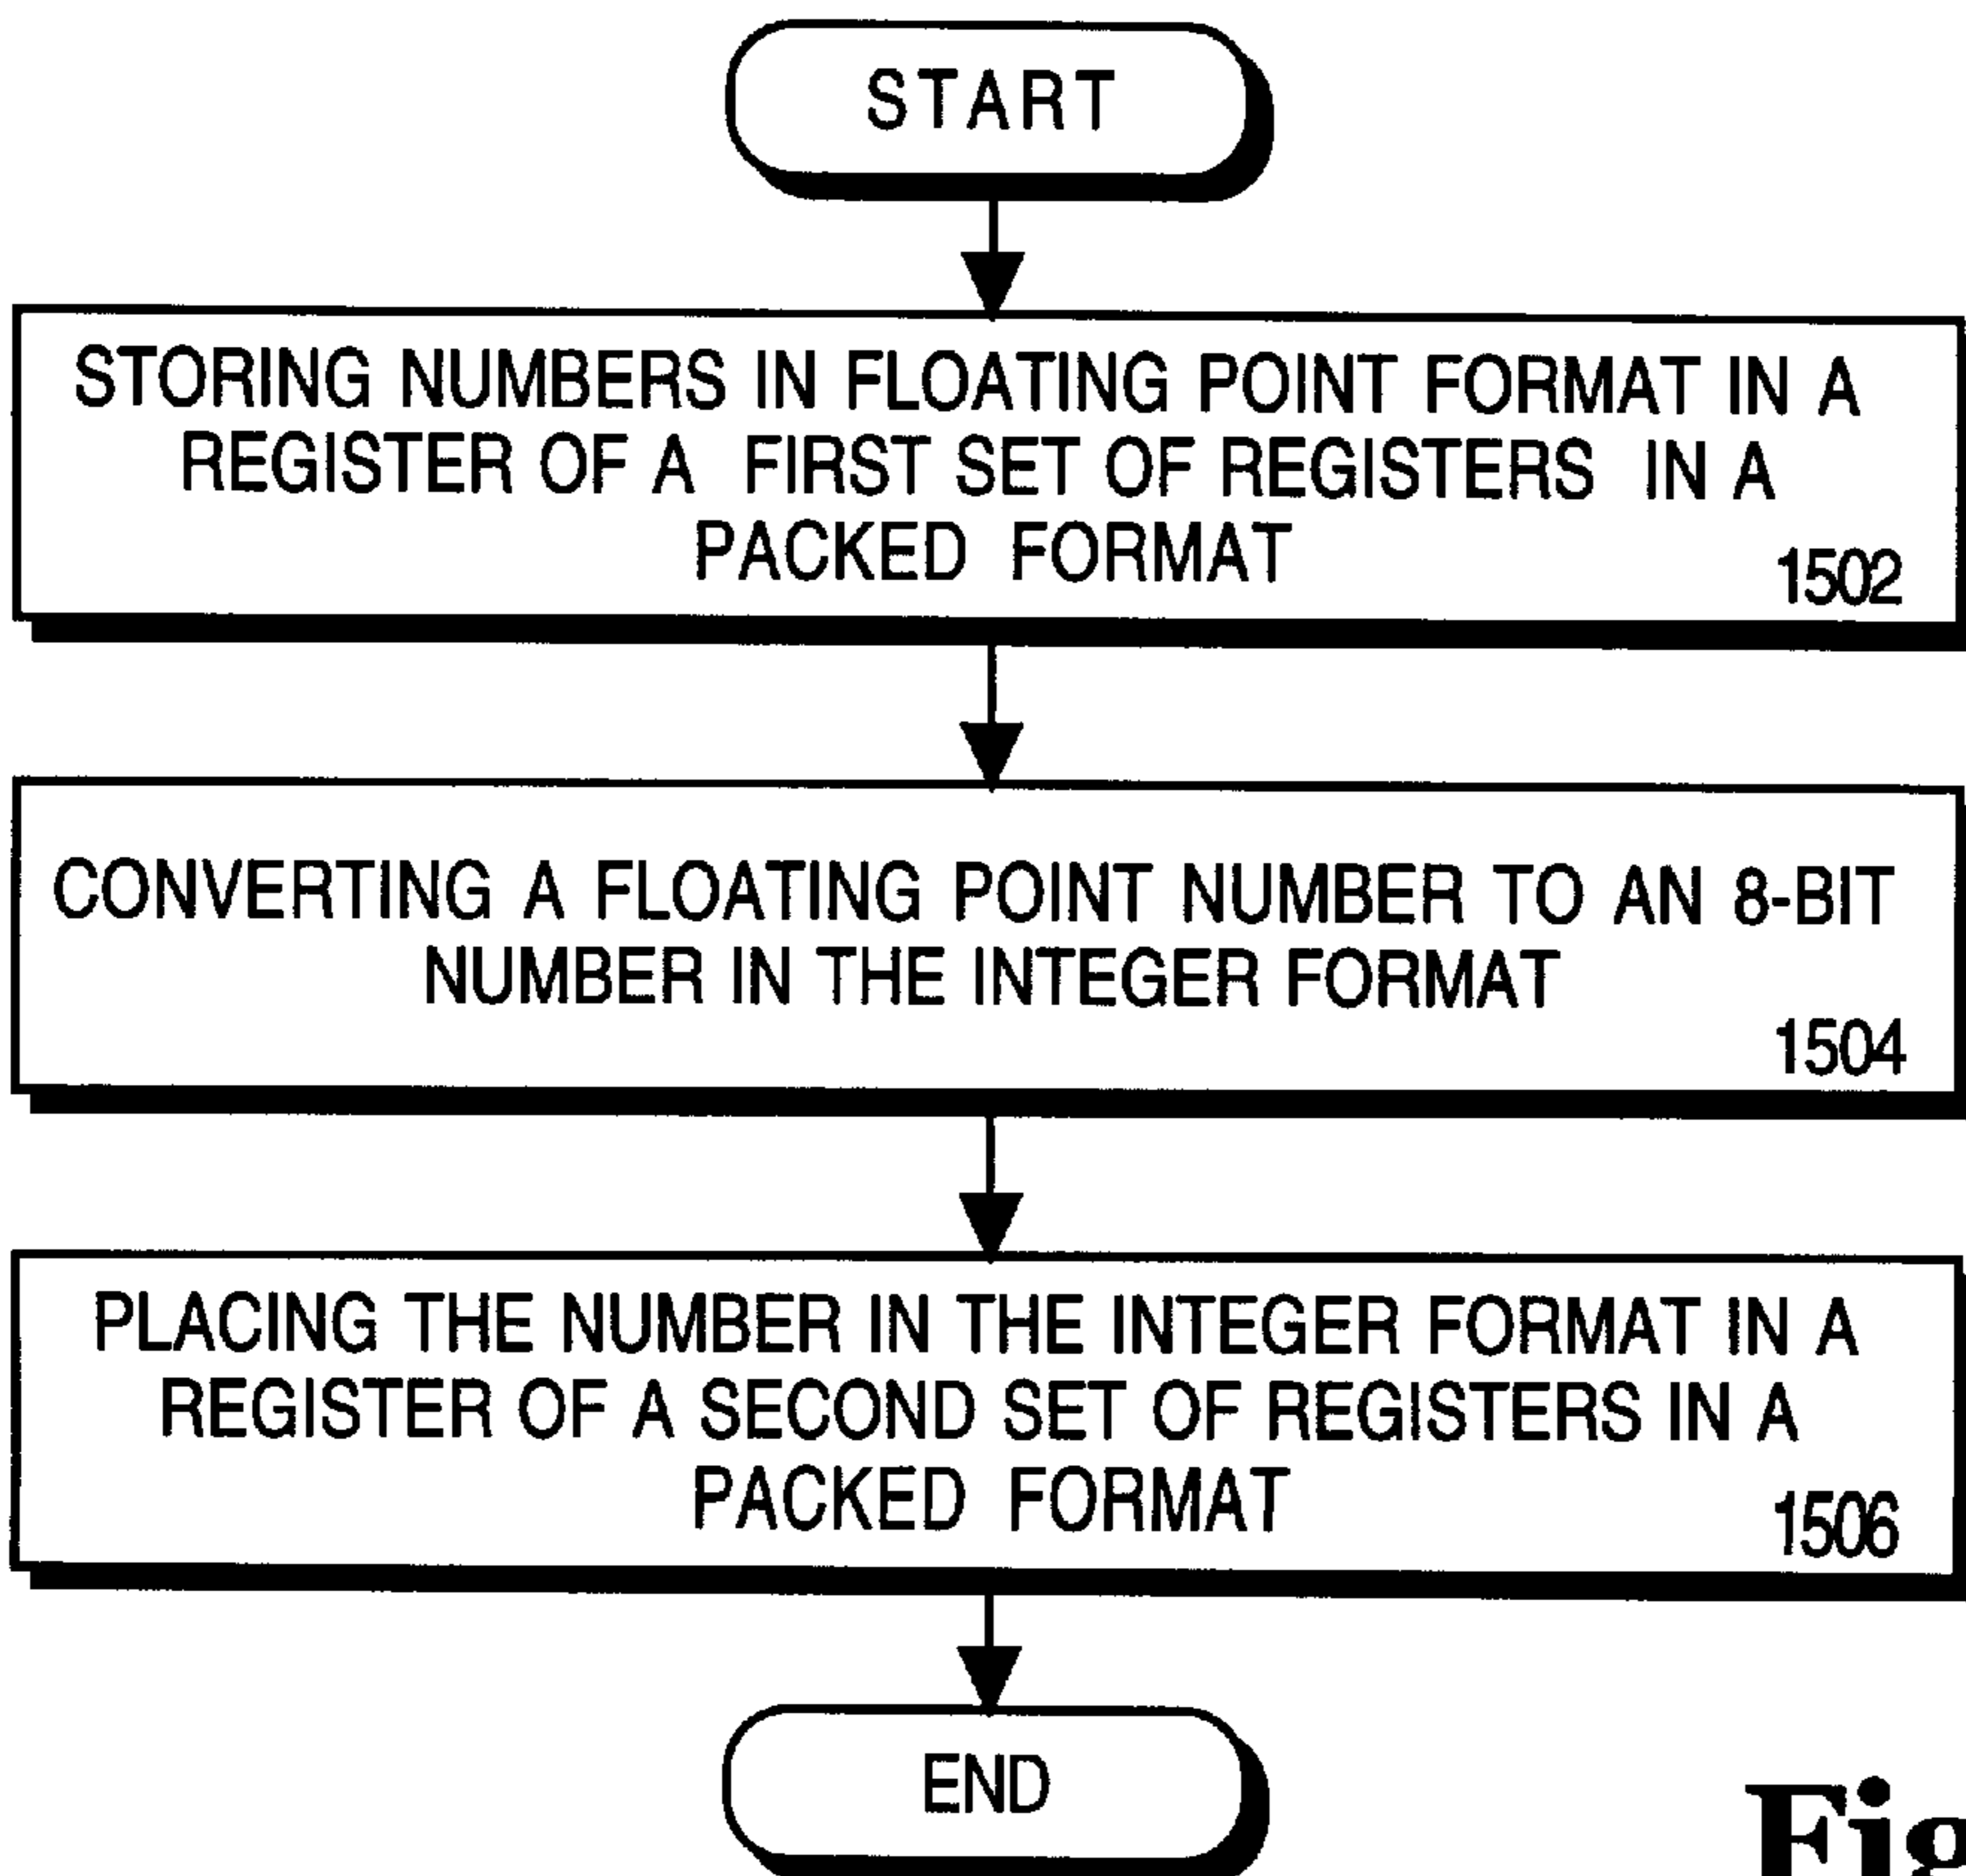 START
STORING NUMBERS IN FLOATING POINT FORMAT IN A
REGISTER OF A FIRST SET OF REGISTERS IN A
PACKED FORMAT
1502
CONVERTING A FLOATING POINT NUMBER TO AN 8-BIT
NUMBER IN THE INTEGER FORMAT
1504
PLACING THE NUMBER IN THE INTEGER FORMAT IN A
REGISTER OF A SECOND SET OF REGISTERS IN A
PACKED FORMAT
1506
END
Fig